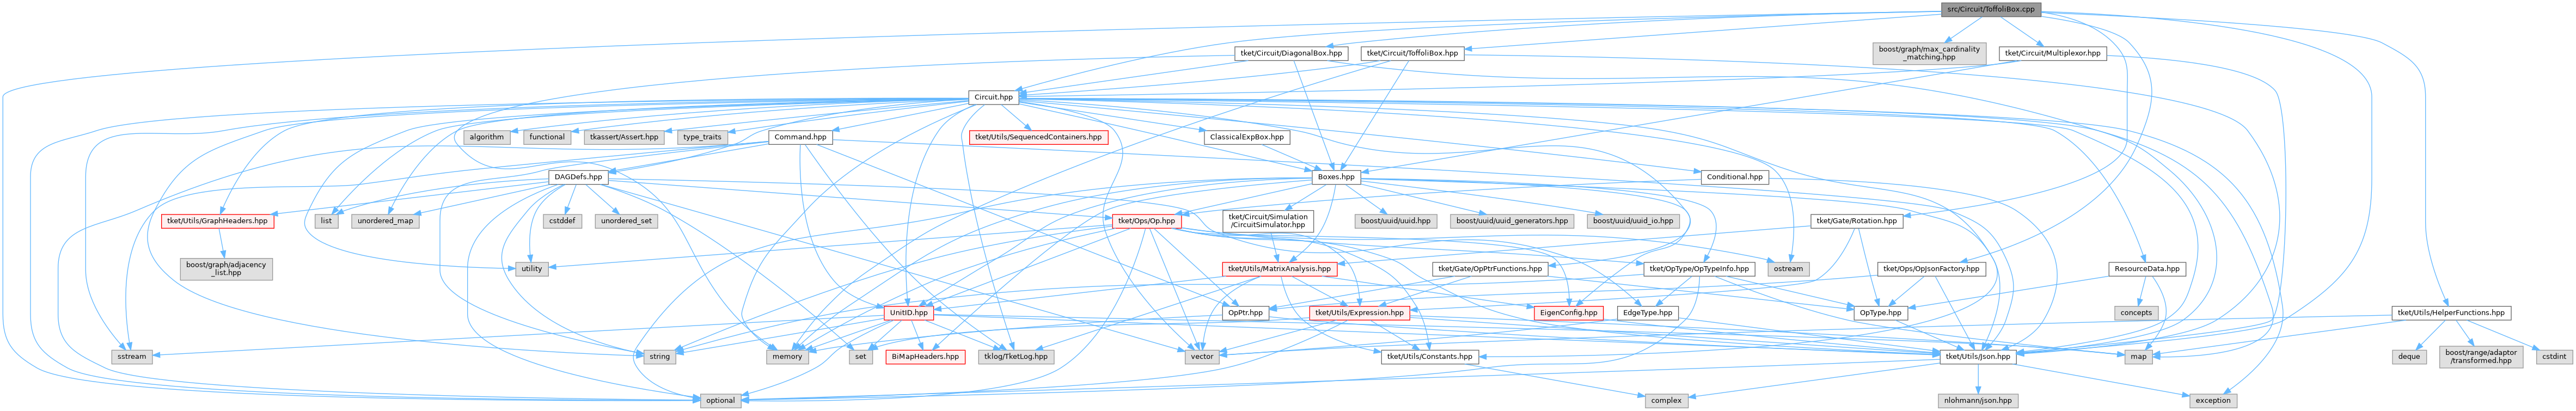 src/Circuit/ToffoliBox.cpp
boost/graph/max_cardinality
_matching.hpp
tket/Circuit/DiagonalBox.hpp
tket/Circuit/ToffoliBox.hpp
tket/Circuit/Multiplexor.hpp
Circuit.hpp
algorithm
functional
tkassert/Assert.hpp
type_traits
Command.hpp
tket/Utils/SequencedContainers.hpp
ClassicalExpBox.hpp
DAGDefs.hpp
Boxes.hpp
Conditional.hpp
tket/Utils/GraphHeaders.hpp
list
unordered_map
cstddef
unordered_set
tket/Ops/Op.hpp
tket/Circuit/Simulation
/CircuitSimulator.hpp
boost/uuid/uuid.hpp
boost/uuid/uuid_generators.hpp
boost/uuid/uuid_io.hpp
tket/Gate/Rotation.hpp
boost/graph/adjacency
_list.hpp
utility
tket/Utils/MatrixAnalysis.hpp
tket/Gate/OpPtrFunctions.hpp
tket/OpType/OpTypeInfo.hpp
ostream
tket/Ops/OpJsonFactory.hpp
ResourceData.hpp
UnitID.hpp
OpPtr.hpp
tket/Utils/Expression.hpp
EigenConfig.hpp
EdgeType.hpp
OpType.hpp
concepts
tket/Utils/HelperFunctions.hpp
sstream
string
memory
set
BiMapHeaders.hpp
tklog/TketLog.hpp
vector
tket/Utils/Constants.hpp
tket/Utils/Json.hpp
map
deque
boost/range/adaptor
/transformed.hpp
cstdint
optional
complex
nlohmann/json.hpp
exception